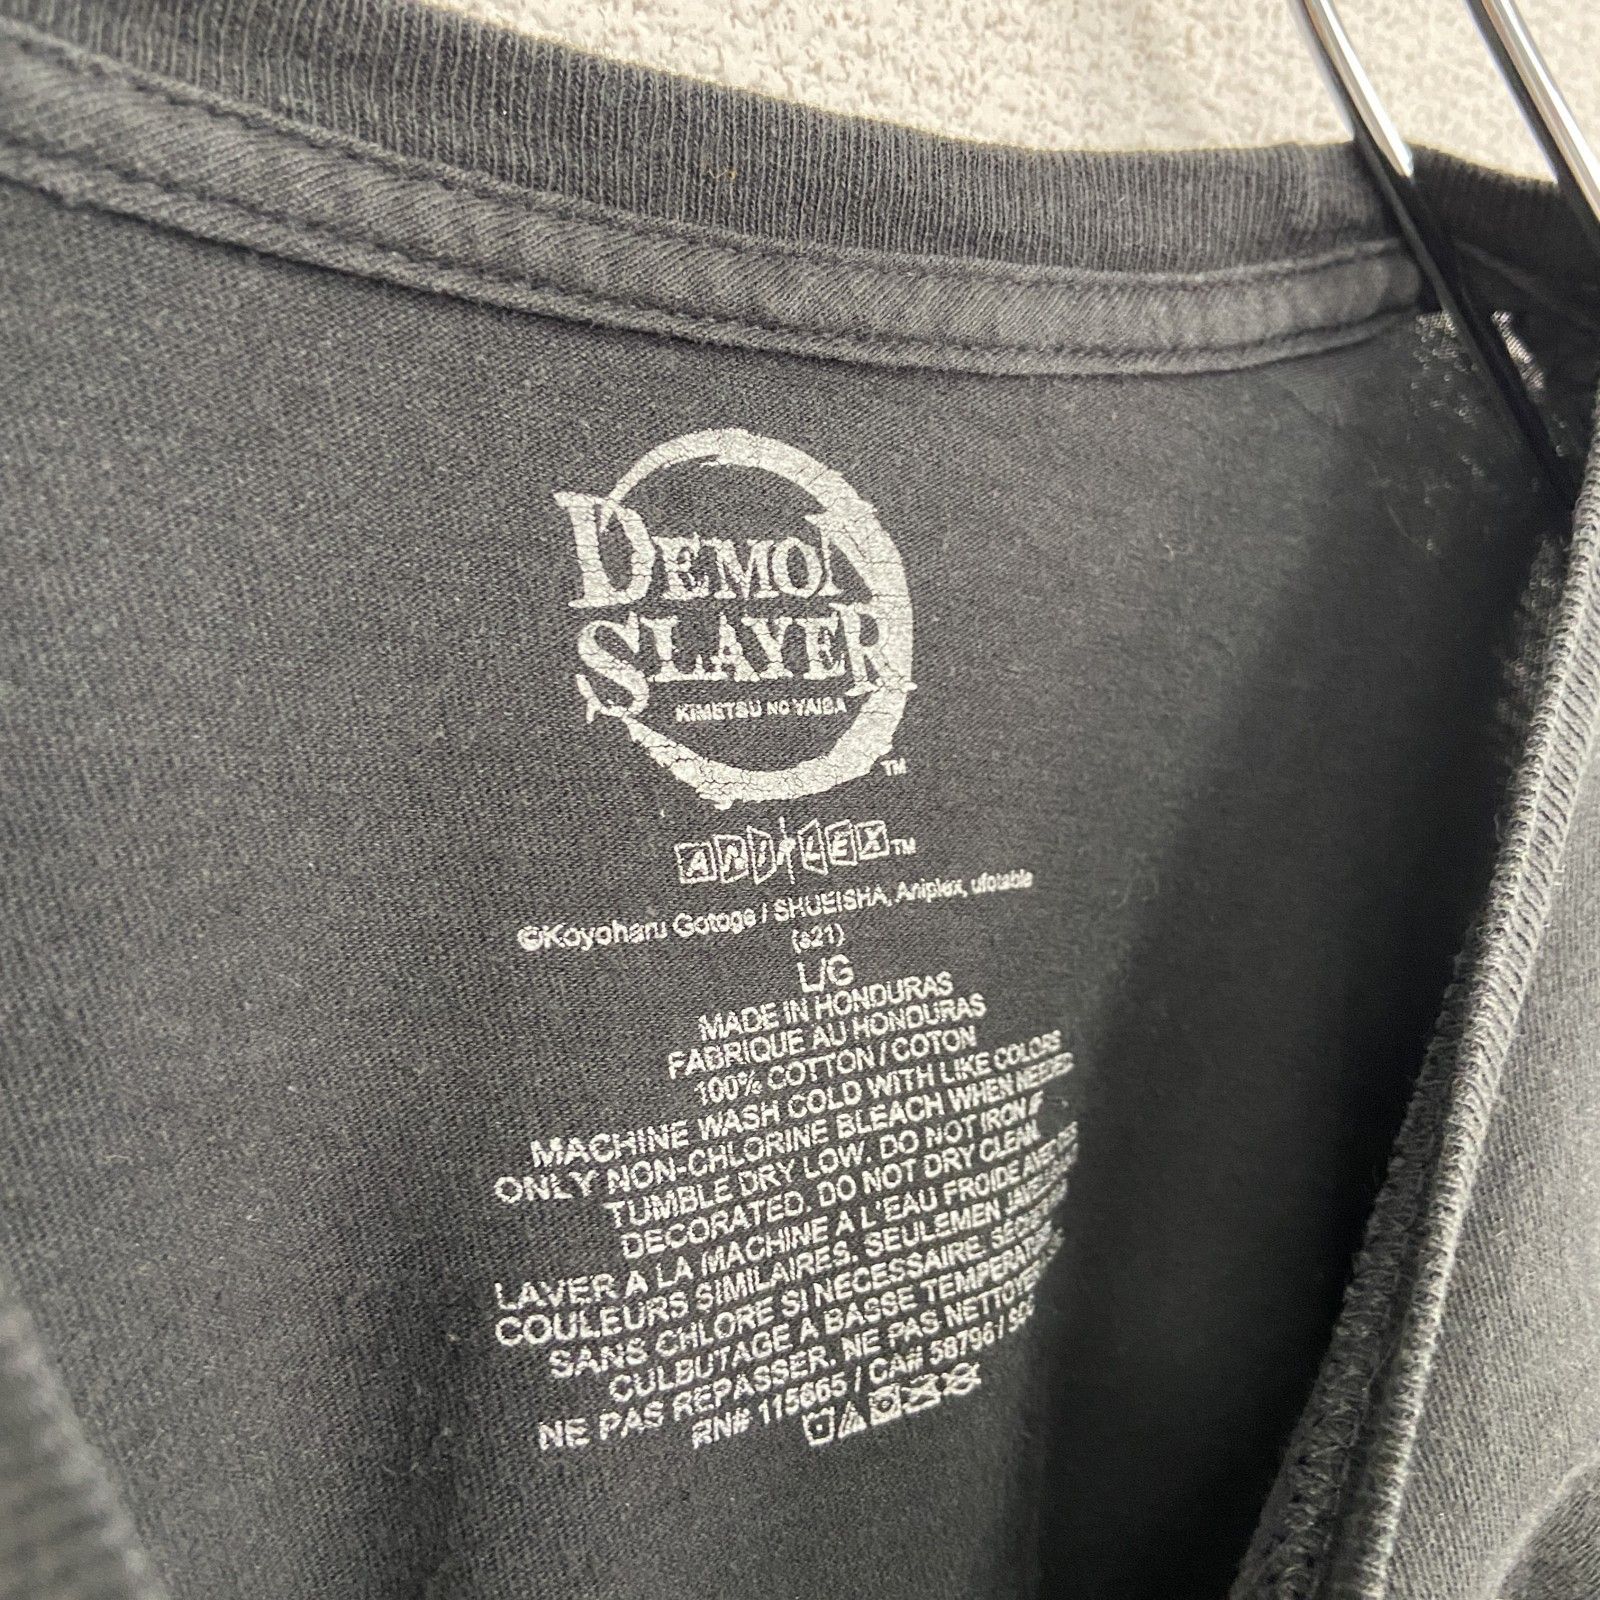 DEMON
SLAYER
KIMETSU NO YAIBA
TM
ANIPLEX TM
©Koyoharu Gotoge / SHUEISHA, Aniplex, ufotable
(s21)
L/G
MADE IN HONDURAS
FABRIQUE AU HONDURAS
100% COTTON / COTON
MACHINE WASH COLD WITH LIKE COLORS
ONLY NON-CHLORINE BLEACH WHEN NEEDED
TUMBLE DRY LOW. DO NOT IRON IF
DECORATED. DO NOT DRY CLEAN.
LAVER A LA MACHINE A L'EAU FROIDE AVEC
COULEURS SIMILAIRES. SEULEMEN
SANS CHLORE SI NECESSAIRE.
CULBUTAGE A BASSE TEMPERATURE.
NE PAS REPASSER. NE PAS NETTOYER
RN# 115665 / CA# 58796 /